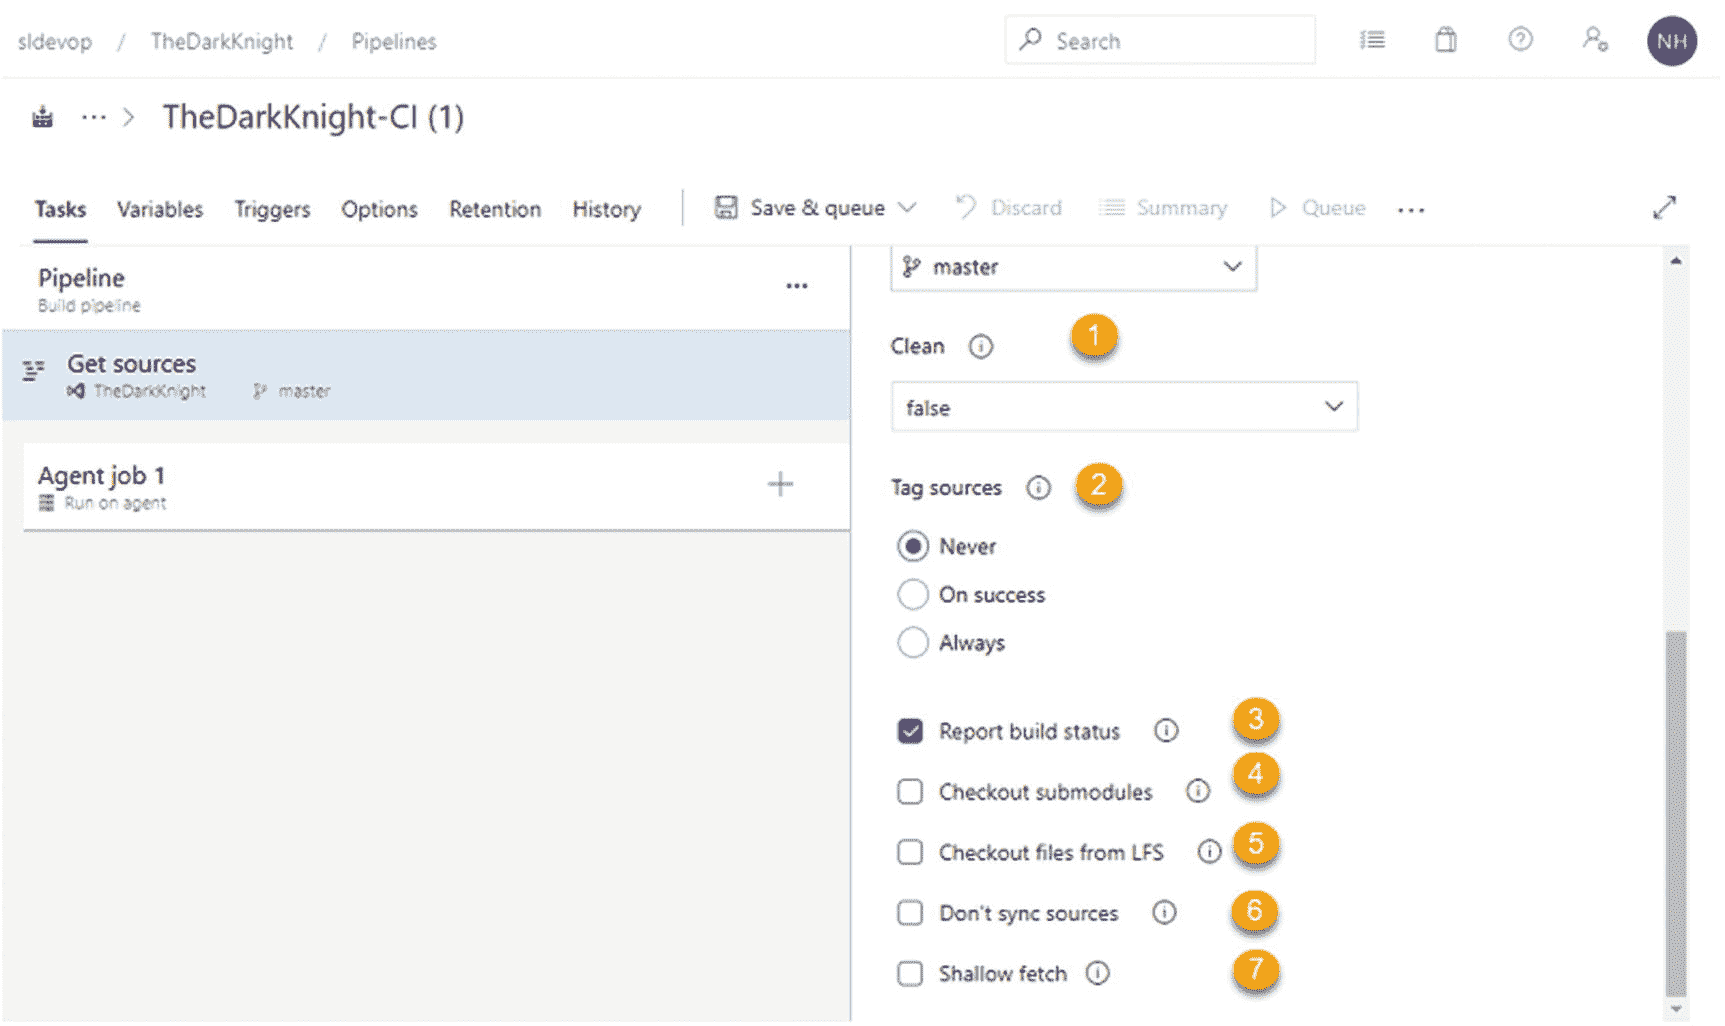 sldevop / TheDarkKnight / Pipelines
Search
NH
... > TheDarkKnight-CI (1)
Tasks Variables Triggers Options Retention History Save & queue Discard Summary Queue ...
Pipeline
Build pipeline
...
Get sources
TheDarkKnight master
Agent job 1
Run on agent
+
master
Clean 1
false
Tag sources 2
Never
On success
Always
Report build status 3
Checkout submodules 4
Checkout files from LFS 5
Don't sync sources 6
Shallow fetch 7